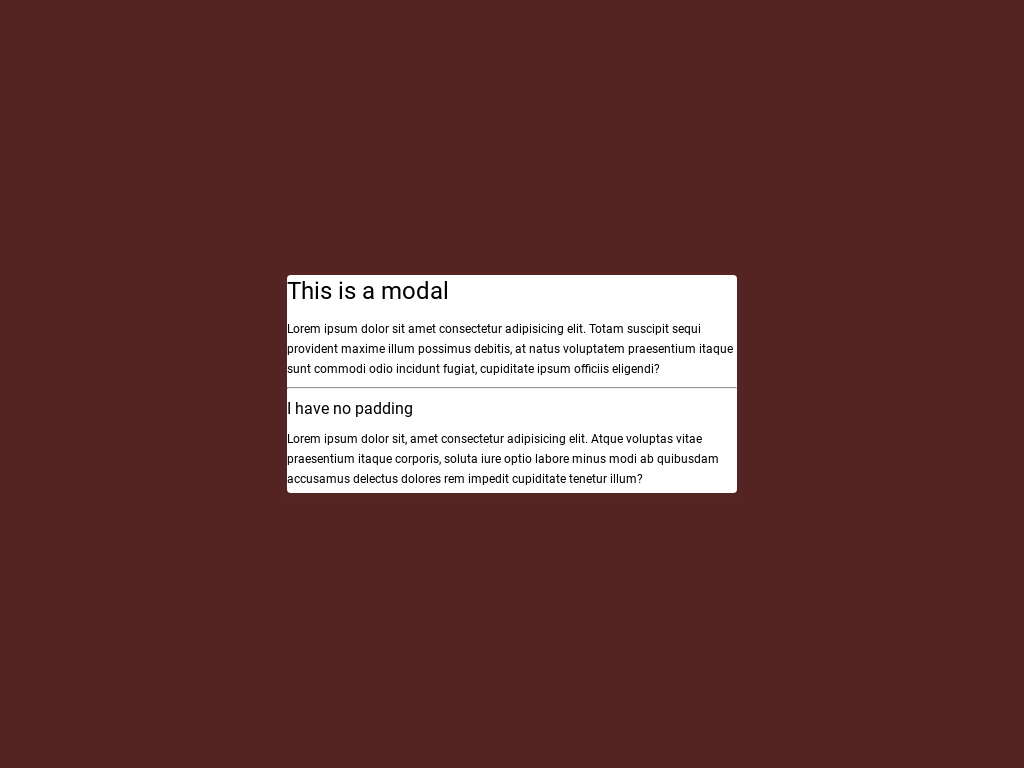 This is a modal
Lorem ipsum dolor sit amet consectetur adipisicing elit. Totam suscipit sequi
provident maxime illum possimus debitis, at natus voluptatem praesentium itaque
sunt commodi odio incidunt fugiat, cupiditate ipsum officiis eligendi?
I have no padding
Lorem ipsum dolor sit, amet consectetur adipisicing elit. Atque voluptas vitae
praesentium itaque corporis, soluta iure optio labore minus modi ab quibusdam
accusamus delectus dolores rem impedit cupiditate tenetur illum?